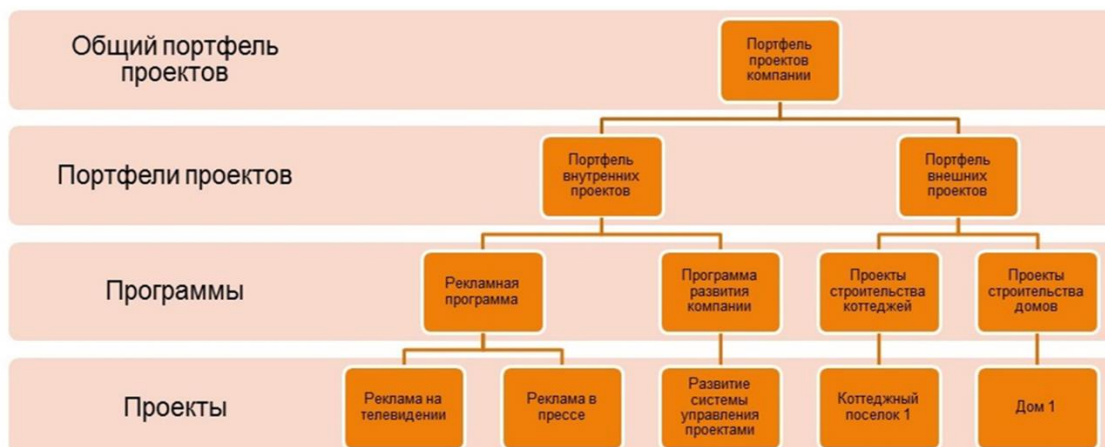 Общий портфель
проектов
Портфель
проектов
компании
Портфели проектов
Портфель
внутренних
проектов
Портфель
внешних
проектов
Программы
Рекламная
программа
Программа
развития
компании
Проекты
строительства
коттеджей
Проекты
строительства
домов
Проекты
Реклама на
телевидении
Реклама в
прессе
Развитие
системы
управления
проектами
Коттеджный
поселок 1
Дом 1